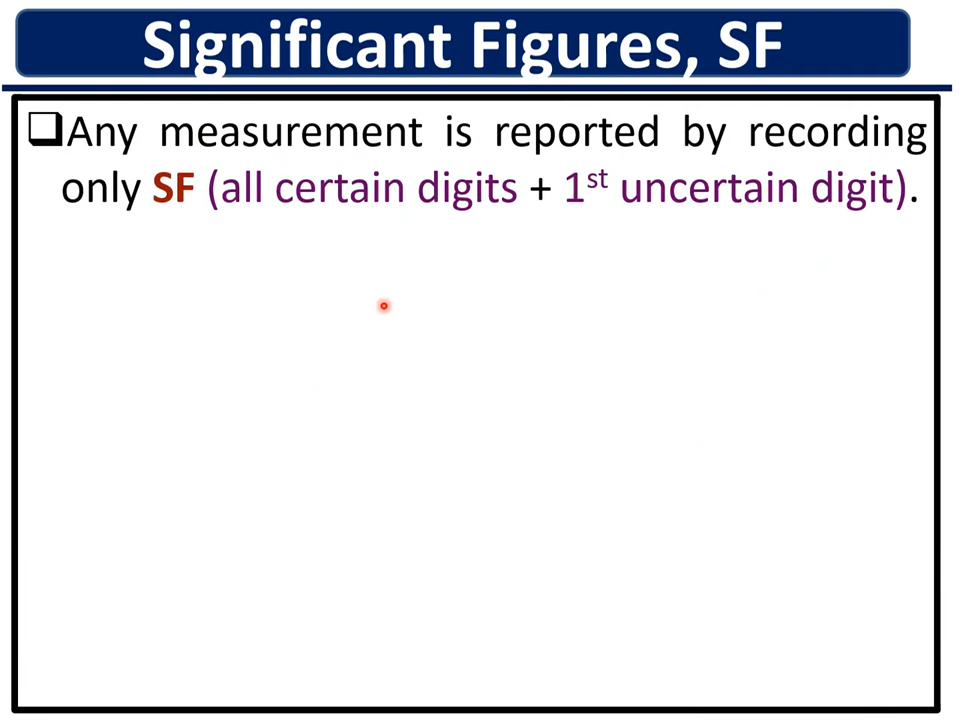 Significant Figures, SF
❑Any measurement is reported by recording
only SF (all certain digits + 1st uncertain digit).